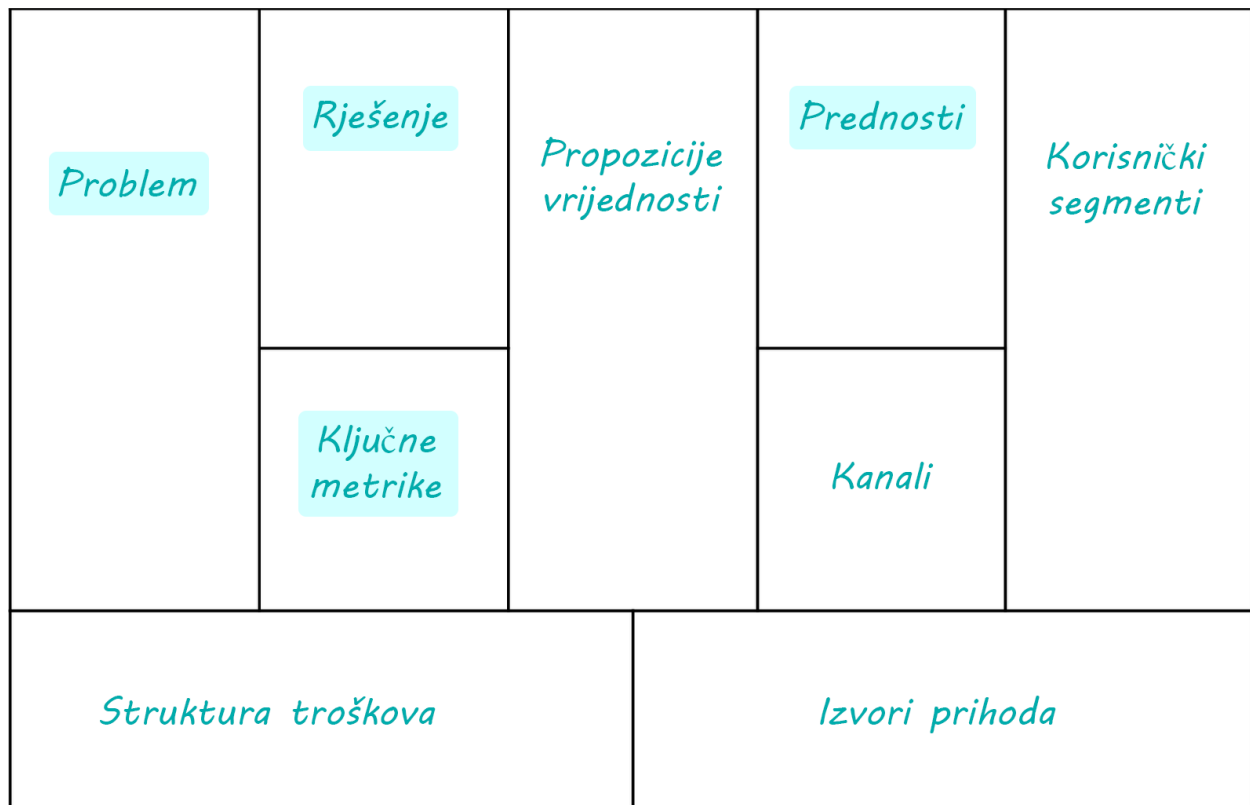 Problem
Rješenje
Ključne
metrike
Propozicije
vrijednosti
Prednosti
Kanali
Korisnički
segmenti
Struktura troškova
Izvori prihoda